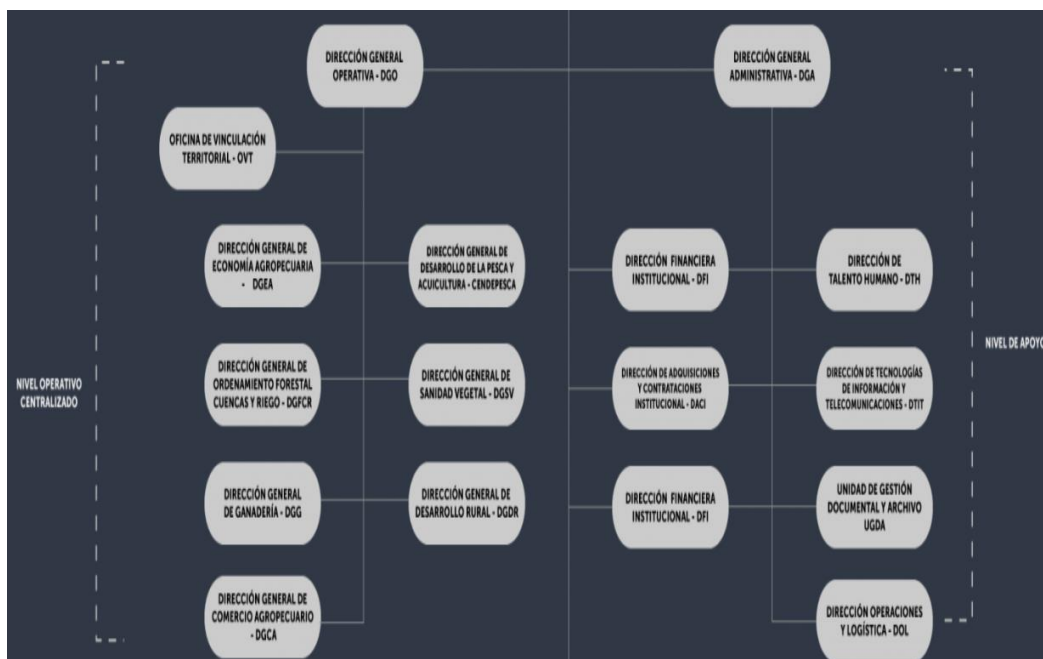 DIRECCIÓN GENERAL
OPERATIVA - DGO
DIRECCIÓN GENERAL
ADMINISTRATIVA - DGA
OFICINA DE VINCULACIÓN
TERRITORIAL - OVT
DIRECCIÓN GENERAL DE
ECONOMÍA AGROPECUARIA
- DGEA
DIRECCIÓN GENERAL DE
DESARROLLO DE LA PESCA Y
ACUICULTURA - CENDEPESCA
DIRECCIÓN FINANCIERA
INSTITUCIONAL - DFI
DIRECCIÓN DE
TALENTO HUMANO - DTH
NIVEL OPERATIVO
CENTRALIZADO
NIVEL DE APOYO
DIRECCIÓN GENERAL DE
ORDENAMIENTO FORESTAL
CUENCAS Y RIEGO - DGFCR
DIRECCIÓN GENERAL DE
SANIDAD VEGETAL - DGSV
DIRECCIÓN DE ADQUISICIONES
Y CONTRATACIONES
INSTITUCIONAL - DACI
DIRECCIÓN DE TECNOLOGÍAS
DE INFORMACIÓN Y
TELECOMUNICACIONES - DTIT
DIRECCIÓN GENERAL
DE GANADERÍA - DGG
DIRECCIÓN GENERAL DE
DESARROLLO RURAL - DGDR
DIRECCIÓN FINANCIERA
INSTITUCIONAL - DFI
UNIDAD DE GESTIÓN
DOCUMENTAL Y ARCHIVO
UGDA
DIRECCIÓN GENERAL DE
COMERCIO AGROPECUARIO
- DGCA
DIRECCIÓN OPERACIONES
Y LOGÍSTICA - DOL